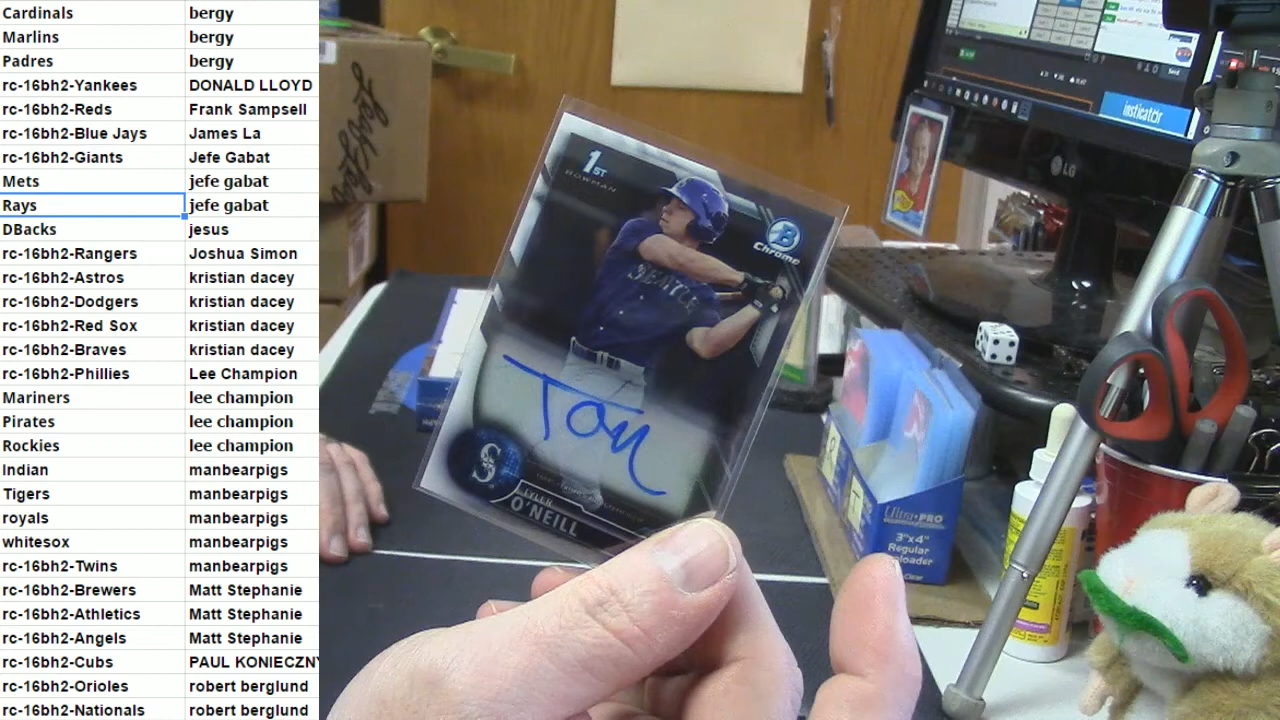 Cardinals bergy
Marlins bergy
Padres bergy
rc-16bh2-Yankees DONALD LLOYD
rc-16bh2-Reds Frank Sampsell
rc-16bh2-Blue Jays James La
rc-16bh2-Giants Jefe Gabat
Mets jefe gabat
Rays jefe gabat
DBacks jesus
rc-16bh2-Rangers Joshua Simon
rc-16bh2-Astros kristian dacey
rc-16bh2-Dodgers kristian dacey
rc-16bh2-Red Sox kristian dacey
rc-16bh2-Braves kristian dacey
rc-16bh2-Phillies Lee Champion
Mariners lee champion
Pirates lee champion
Rockies lee champion
Indian manbearpigs
Tigers manbearpigs
royals manbearpigs
whitesox manbearpigs
rc-16bh2-Twins manbearpigs
rc-16bh2-Brewers Matt Stephanie
rc-16bh2-Athletics Matt Stephanie
rc-16bh2-Angels Matt Stephanie
rc-16bh2-Cubs PAUL KONIECZNY
rc-16bh2-Orioles robert berglund
rc-16bh2-Nationals robert berglund
1ST
BOWMAN
B
Chrome
SEATTLE
S
TYLER
O'NEILL
insticator
LG
Ultra·PRO
3"x4"
Regular
Clear